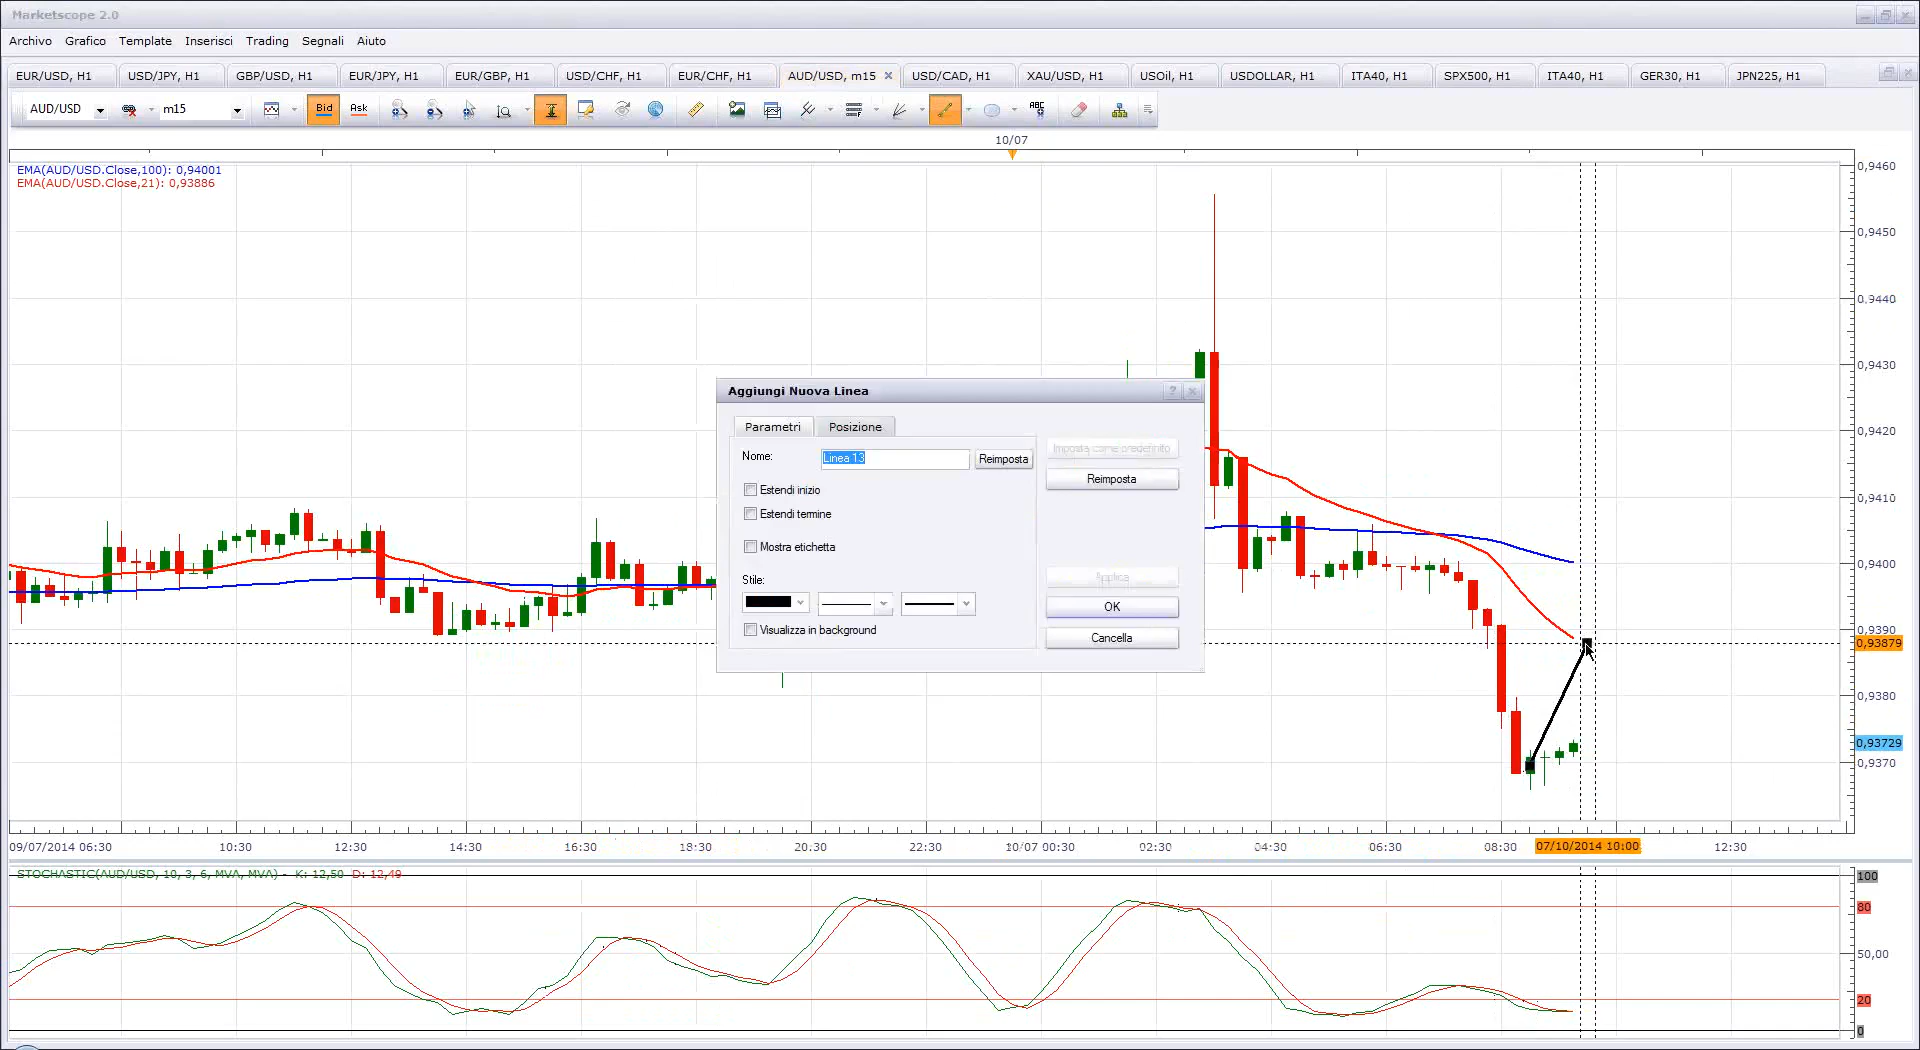 Marketscope 2.0
Archivo Grafico Template Inserisci Trading Segnali Aiuto
EUR/USD, H1 USD/JPY, H1 GBP/USD, H1 EUR/JPY, H1 EUR/GBP, H1 USD/CHF, H1 EUR/CHF, H1 AUD/USD, m15 USD/CAD, H1 XAU/USD, H1 USOil, H1 USDOLLAR, H1 ITA40, H1 SPX500, H1 ITA40, H1 GER30, H1 JPN225, H1
AUD/USD m15 Bid Ask ABC
10/07
EMA(AUD/USD.Close,100): 0,94001
EMA(AUD/USD.Close,21): 0,93886
0,9460
0,9450
0,9440
0,9430
0,9420
0,9410
0,9400
0,9390
0,93879
0,9380
0,93729
0,9370
Aggiungi Nuova Linea ?
Parametri Posizione
Nome: Linea 13 Reimposta
Estendi inizio
Estendi termine
Mostra etichetta
Stile:
Visualizza in background
Imposta come predefinito
Reimposta
Applica
OK
Cancella
09/07/2014 06:30 10:30 12:30 14:30 16:30 18:30 20:30 22:30 10/07 00:30 02:30 04:30 06:30 08:30 07/10/2014 10:00 12:30
STOCHASTIC(AUD/USD, 10, 3, 6, MVA, MVA) - K: 12,50 D: 12,49
100
80
50,00
20
0